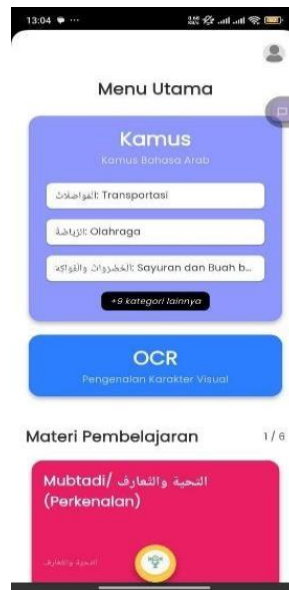 13:04
Menu Utama
Kamus
Kamus Bahasa Arab
المواصلات: Transportasi
الرياضة: Olahraga
الخضروات والفواكه: Sayuran dan Buah b...
+9 kategori lainnya
OCR
Pengenalan Karakter Visual
Materi Pembelajaran 1/6
Mubtadi/ التحية والتعارف
(Perkenalan)
التحية والتعارف